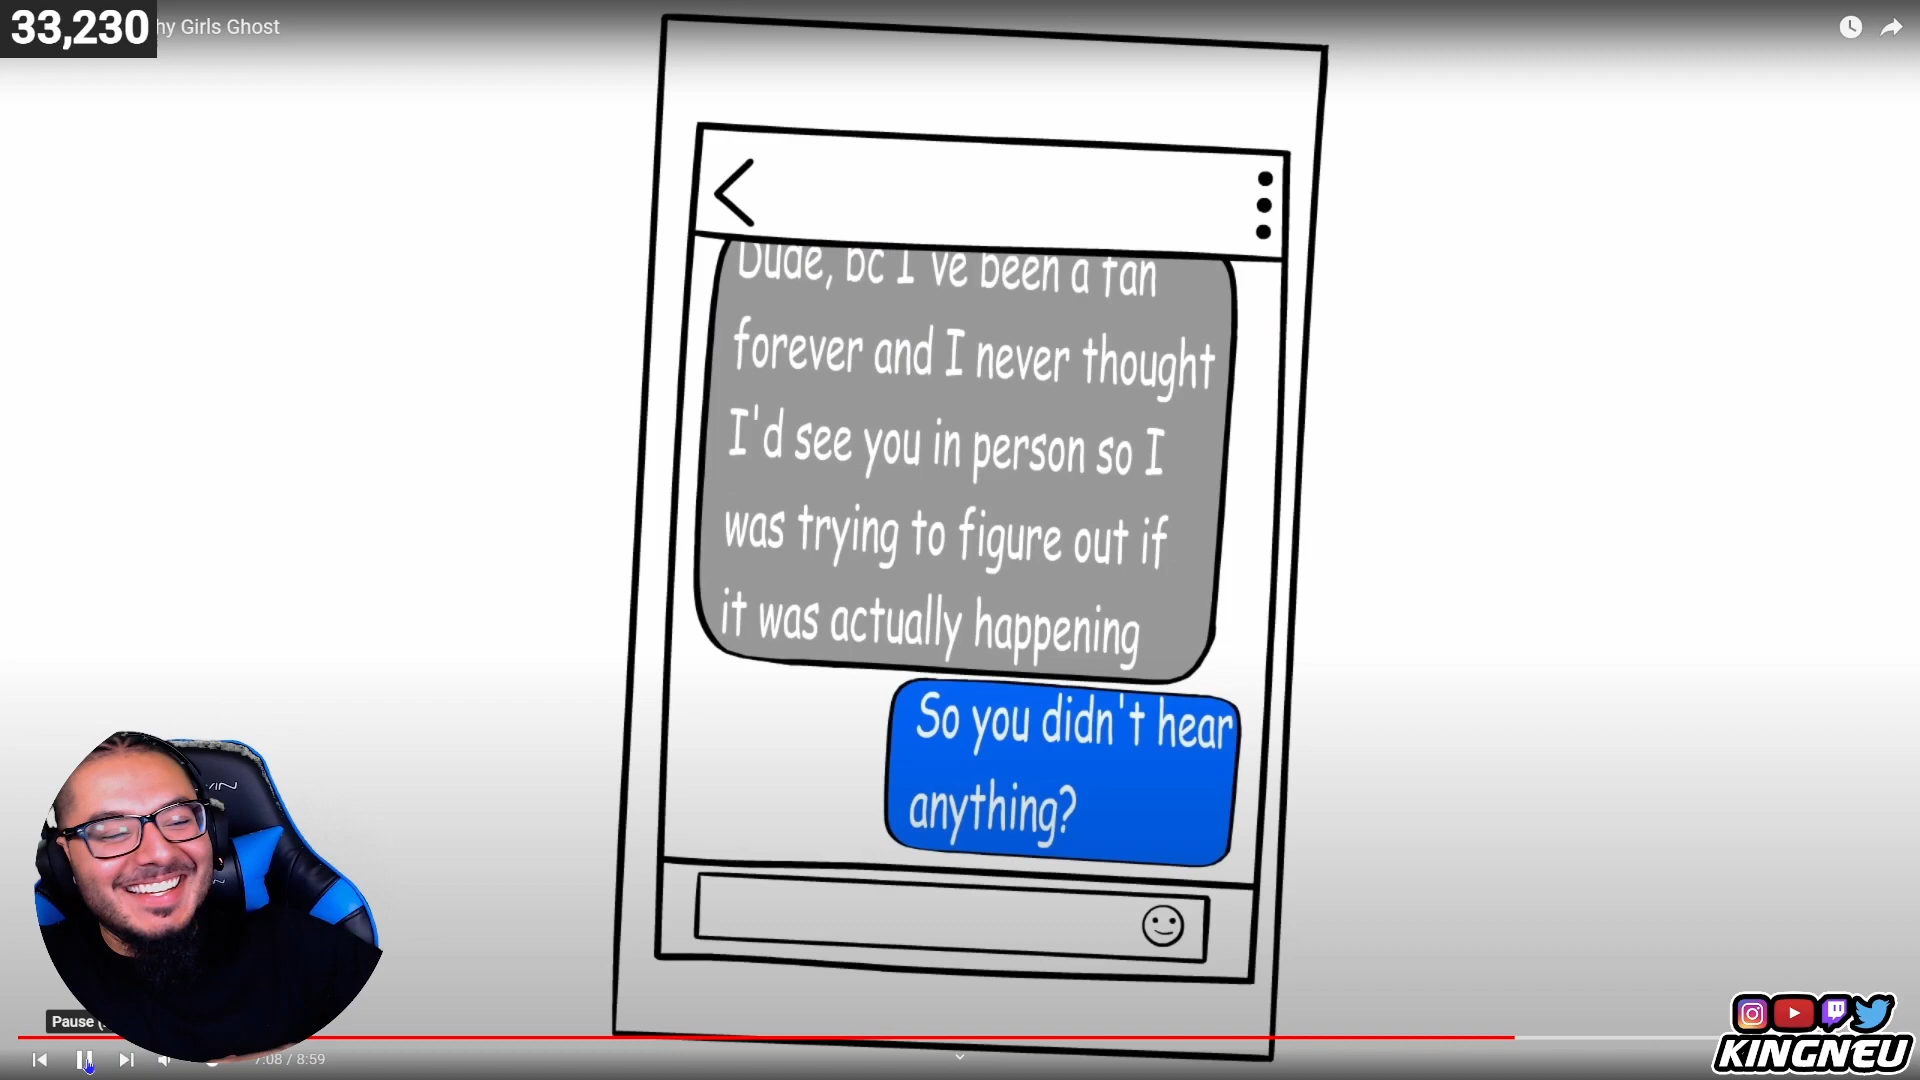 33,230
hy Girls Ghost
Dude, bc I 've been a fan
forever and I never thought
I'd see you in person so I
was trying to figure out if
it was actually happening
So you didn't hear
anything?
Pause
7:08 / 8:59
KINGNEU